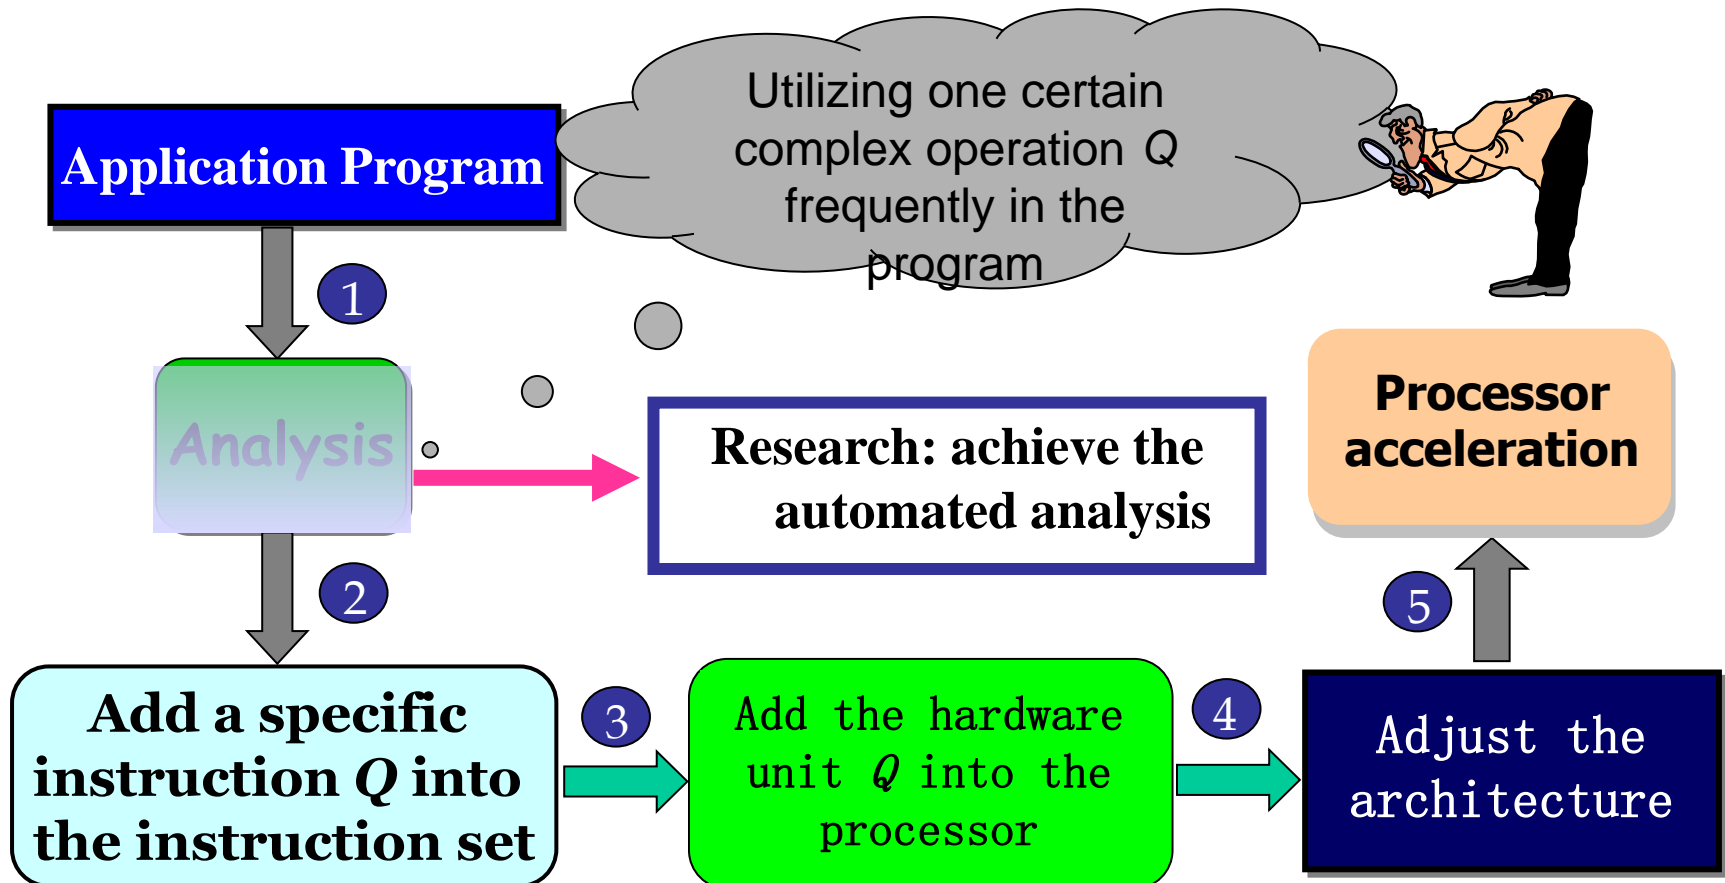 Utilizing one certain
complex operation Q
frequently in the
program
Application Program
1
Analysis
Research: achieve the
automated analysis
Processor
acceleration
2
5
Add a specific
instruction Q into
the instruction set
3
Add the hardware
unit Q into the
processor
4
Adjust the
architecture